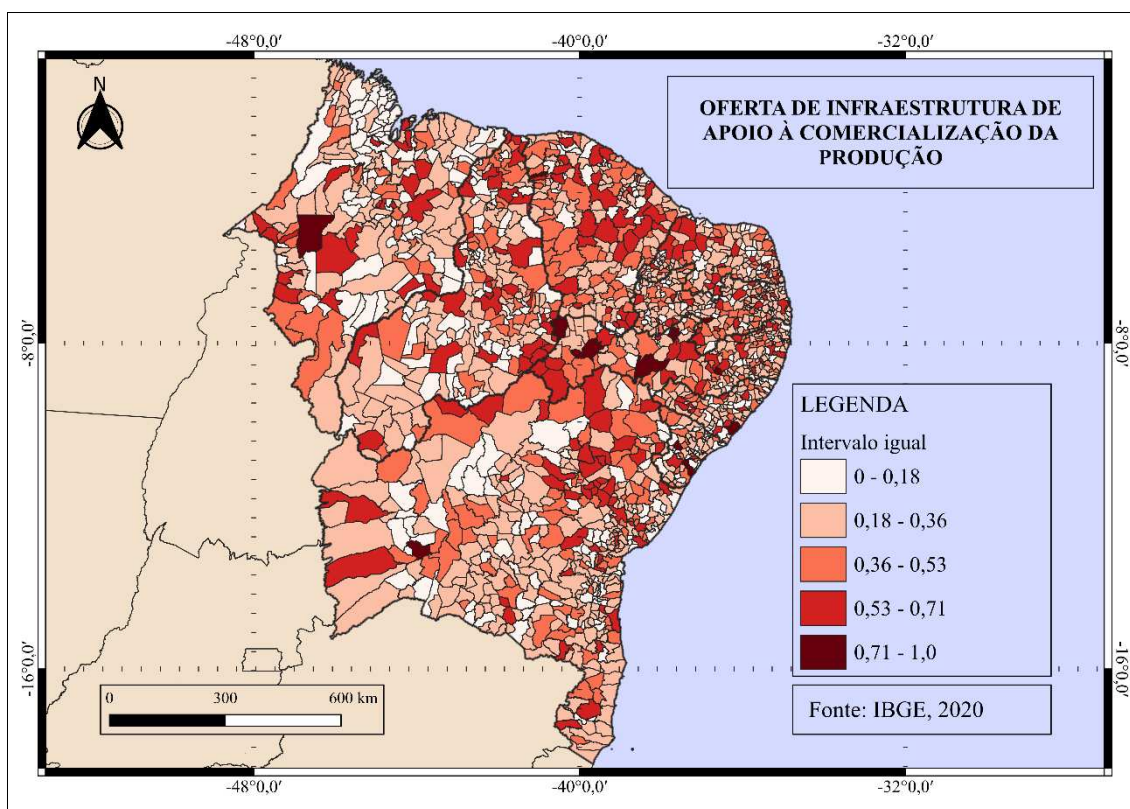 -48°0,0′
-40°0,0′
-32°0,0′
N
OFERTA DE INFRAESTRUTURA DE
APOIO À COMERCIALIZAÇÃO DA
PRODUÇÃO
-8°0,0′
-8°0,0′
LEGENDA
Intervalo igual
0 - 0,18
0,18 - 0,36
0,36 - 0,53
0,53 - 0,71
0,71 - 1,0
-16°0,0′
-16°0,0′
0
300
600 km
Fonte: IBGE, 2020
-48°0,0′
-40°0,0′
-32°0,0′